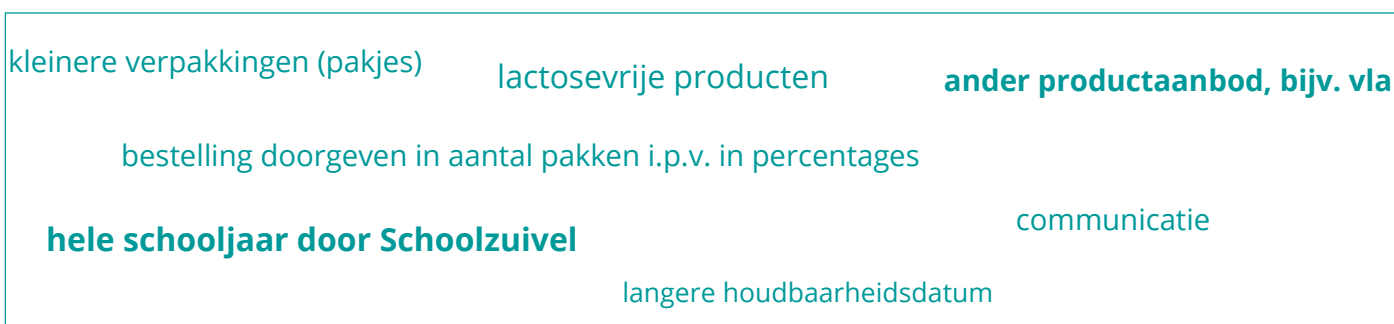 kleinere verpakkingen (pakjes)
lactosevrije producten
ander productaanbod, bijv. vla
bestelling doorgeven in aantal pakken i.p.v. in percentages
communicatie
hele schooljaar door Schoolzuivel
langere houdbaarheidsdatum